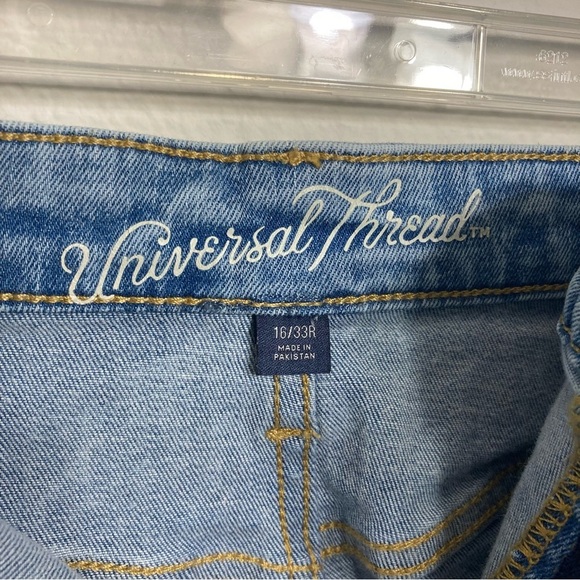 Universal Thread™
16/33R
MADE IN
PAKISTAN